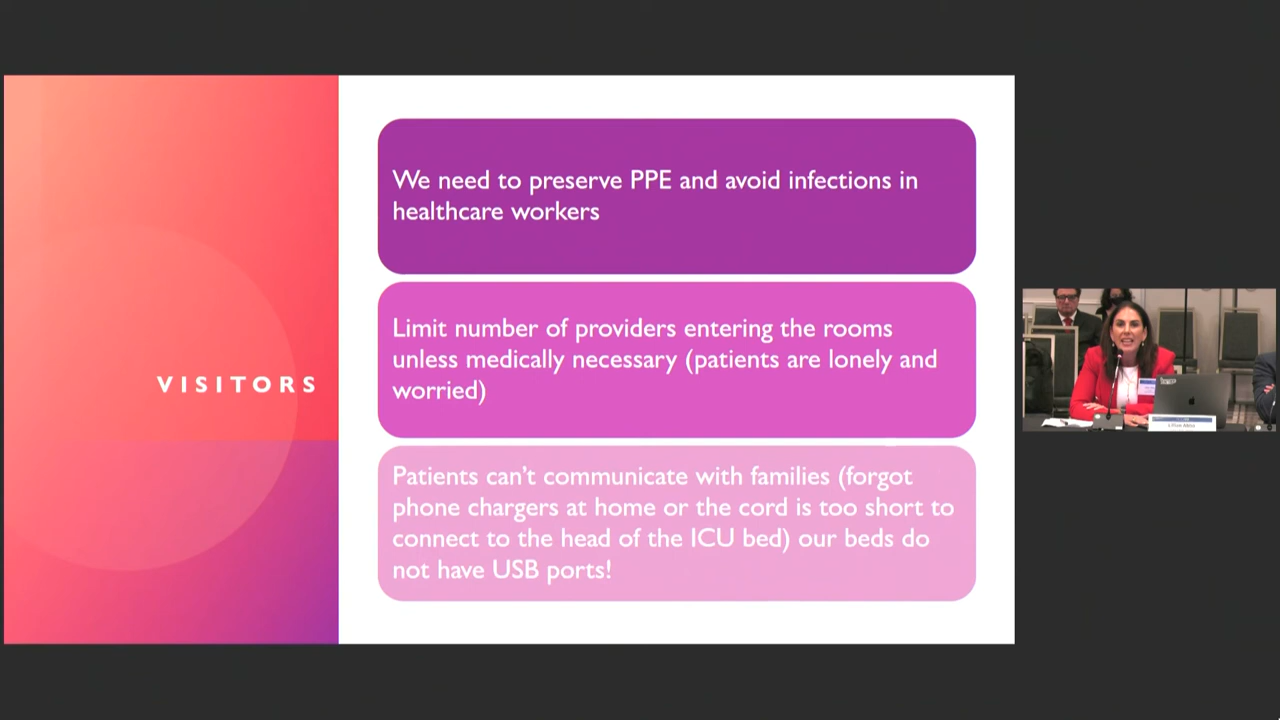 VISITORS
We need to preserve PPE and avoid infections in
healthcare workers
Limit number of providers entering the rooms
unless medically necessary (patients are lonely and
worried)
Patients can’t communicate with families (forgot
phone chargers at home or the cord is too short to
connect to the head of the ICU bed) our beds do
not have USB ports!